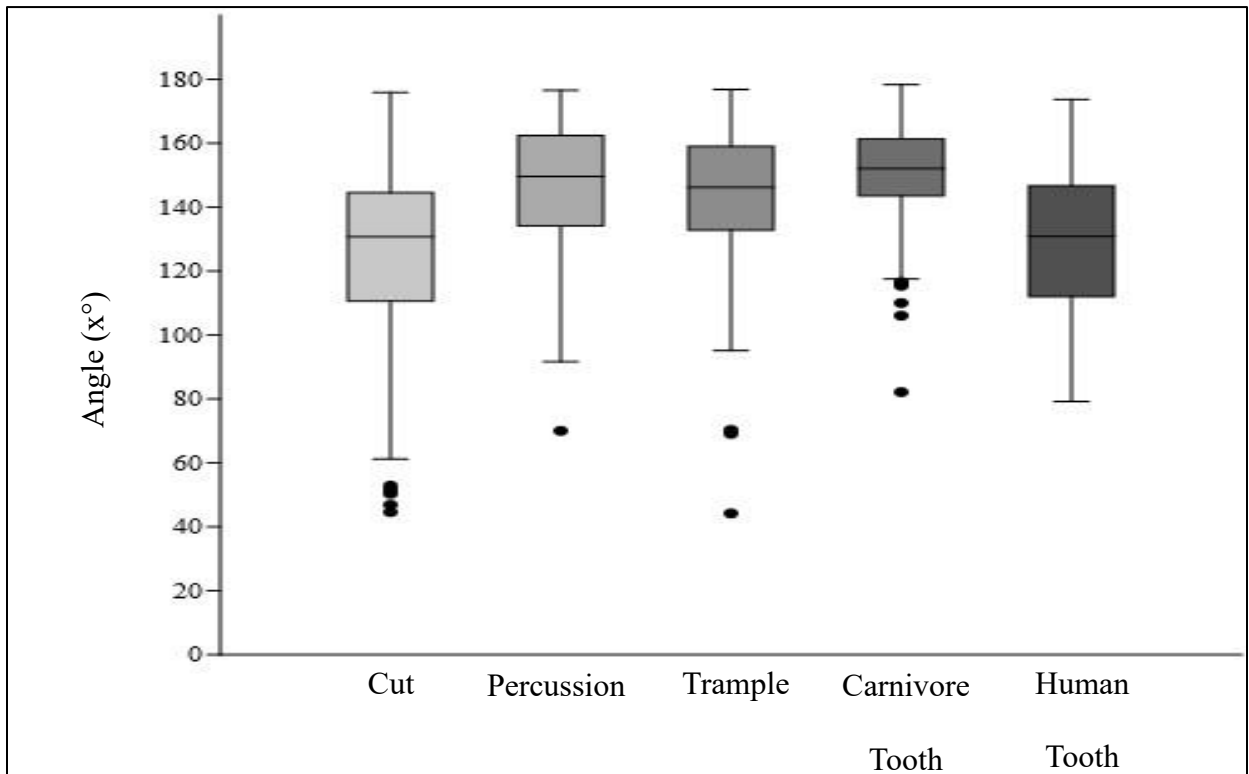 180
160
140
120
100
80
60
40
20
0
Angle (x°)
Cut
Percussion
Trample
Carnivore
Tooth
Human
Tooth